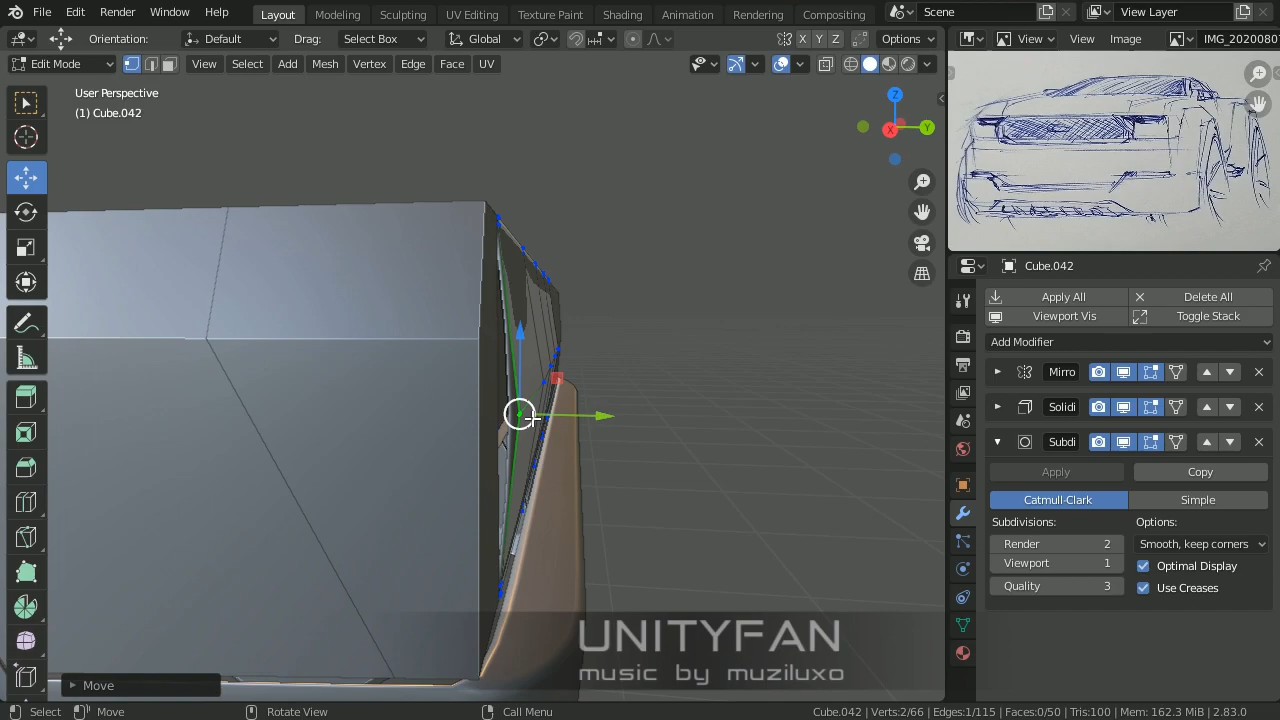 File Edit Render Window Help Layout Modeling Sculpting UV Editing Texture Paint Shading Animation Rendering Compositing Scene View Layer
Orientation: Default Drag: Select Box Global X Y Z Options View View Image IMG_2020080
Edit Mode View Select Add Mesh Vertex Edge Face UV
User Perspective
(1) Cube.042
Z
X Y
Cube.042
Apply All Delete All
Viewport Vis Toggle Stack
Add Modifier
Mirro
Solidi
Subdi
Apply Copy
Catmull-Clark Simple
Subdivisions: Options:
Render 2 Smooth, keep corners
Viewport 1 Optimal Display
Quality 3 Use Creases
UNITYFAN
music by muziluxo
Move
Select Move Rotate View Call Menu Cube.042 | Verts:2/66 | Edges:1/115 | Faces:0/50 | Tris:100 | Mem: 162.3 MiB | 2.83.0